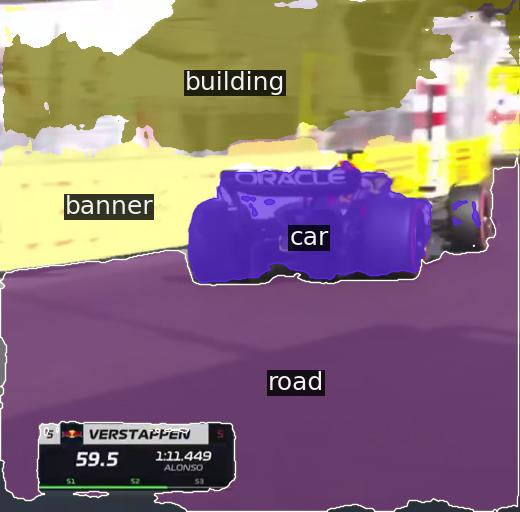 building
banner
ORACLE
car
road
5 VERSTAPPEN 5
59.5 1:11.449
ALONSO
S1 S2 S3